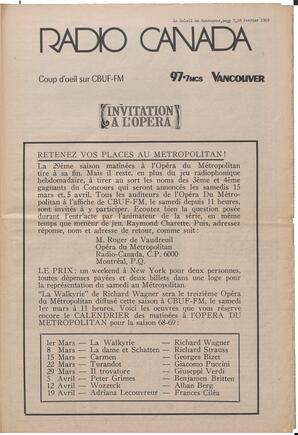 Le Soleil de Vancouver, page 7, 28 fevrier 1969
RADIO CANADA
Coup d'oeil sur CBUF-FM
97•7MCS VANCOUVER
INVITATION
A L'OPERA
RETENEZ VOS PLACES AU METROPOLITAN!
La 29ème saison matinées à l'Opéra du Métropolitan
tire à sa fin. Mais il reste, en plus du jeu radiophonique
hebdomadaire, à tirer au sort les noms des 3ème et 4ème
gagnants du Concours qui seront annoncés les samedis 15
mars et 5 avril. Tous les auditeurs de l'Opéra Du Métro-
politan à l'affiche de CBUF-FM, le samedi depuis 11 heures,
sont invités à y participer. Ecoutez bien la question posée
durant l'entr'acte par l'animateur de la série, en même
temps que meneur de jeu, Raymond Charette. Puis, adressez
réponse, nom et adresse de retour, comme suit:
M. Roger de Vaudreuil
Opéra du Metropolitan
Radio-Canada, C.P. 6000
Montréal, P.Q.
LE PRIX: un weekend à New York pour deux personnes,
toutes dépenses payées et deux billets dans une loge pour
la représentation du samedi au Métropolitan.
"La Walkyrie" de Richard Wagner sera le troizième Opéra
du Métropolitan diffusé cette saison à CBUF-FM, le samedi
1er mars à 11 heures. Voici les oeuvres que vous réserve
encore le CALENDRIER des matinées à l'OPERA DU
METROPOLITAN pour la saison 68-69:
1er Mars — La Walkyrie — Richard Wagner
8 Mars — La dame et Schatten — Richard Strauss
15 Mars — Carmen — Georges Bizet
22 Mars — Turandot — Giacomo Puccini
29 Mars — Il trovatore — Giuseppi Verdi
5 Avril — Peter Grimes — Benjamin Britten
12 Avril — Wozzeck — Alban Berg
19 Avril — Adriana Lecouvreur — Frances Ciléa